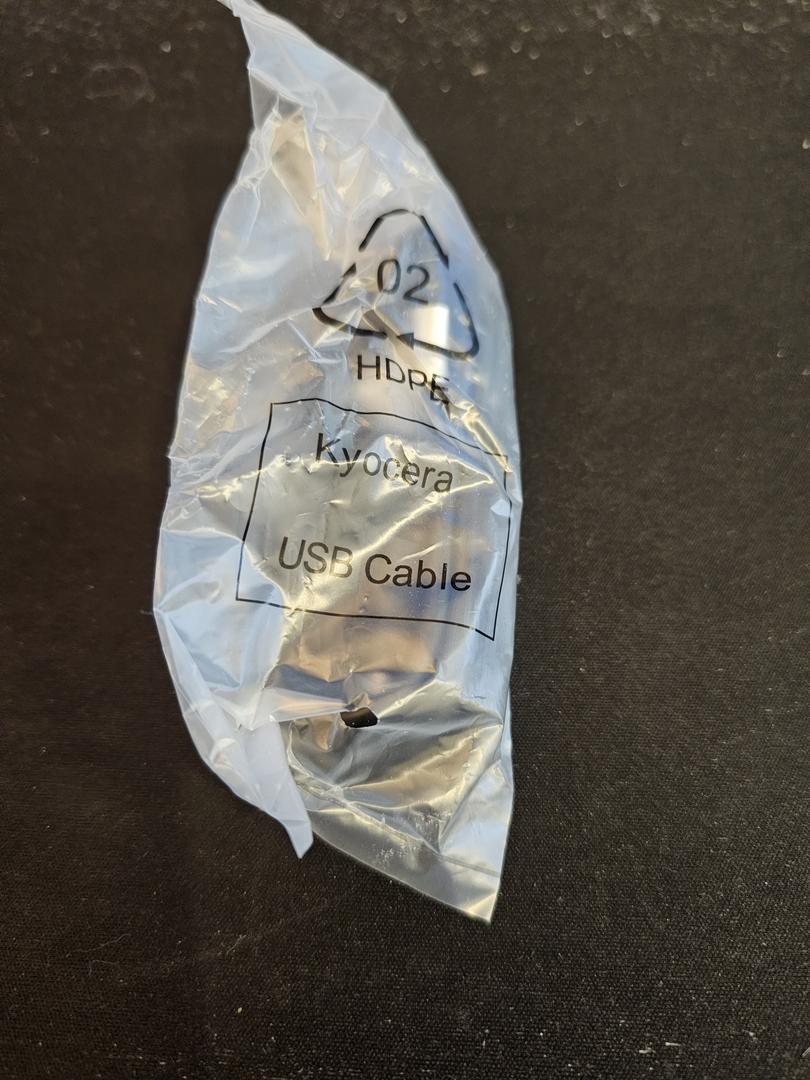 02
HDPE
Kyocera
USB Cable